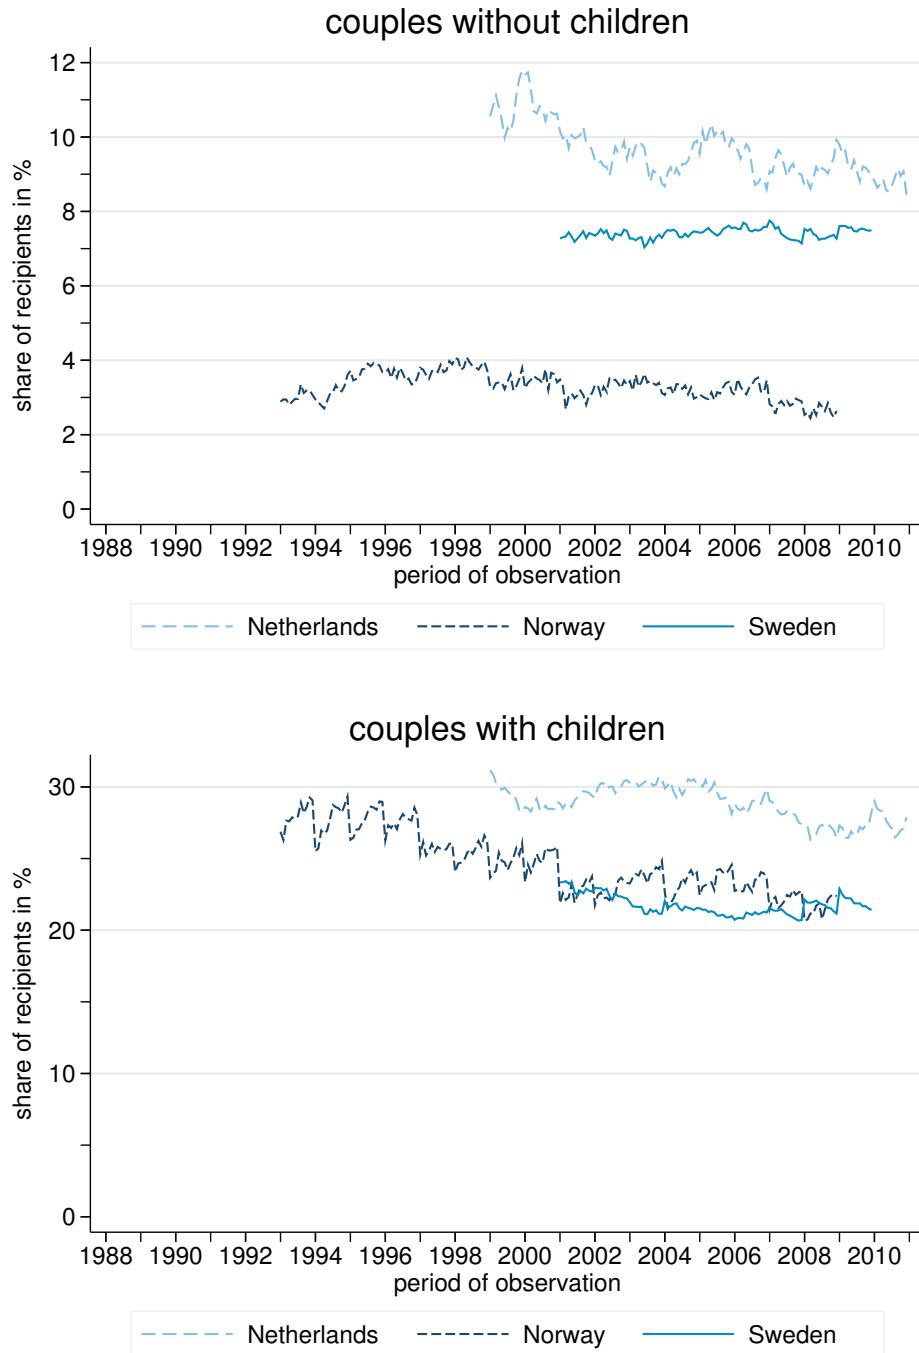 couples without children
share of recipients in %
12
10
8
6
4
2
0
1988 1990 1992 1994 1996 1998 2000 2002 2004 2006 2008 2010
period of observation
Netherlands Norway Sweden
couples with children
share of recipients in %
30
20
10
0
1988 1990 1992 1994 1996 1998 2000 2002 2004 2006 2008 2010
period of observation
Netherlands Norway Sweden